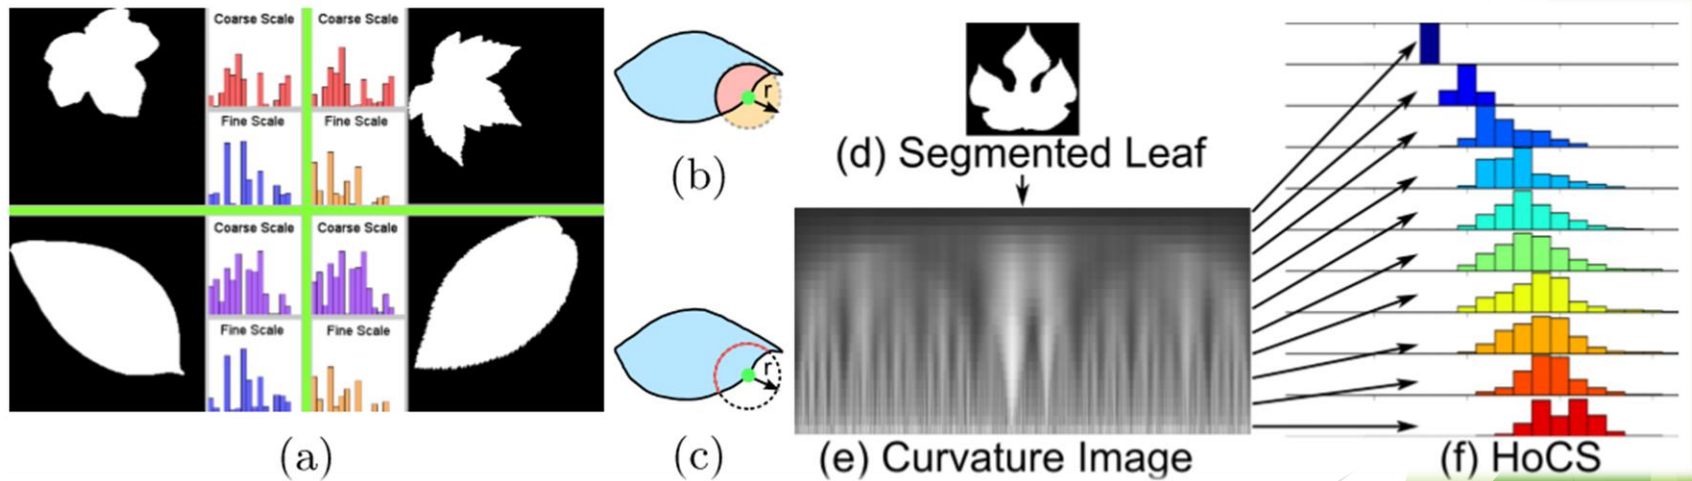 Coarse Scale
Coarse Scale
Fine Scale
Fine Scale
Coarse Scale
Coarse Scale
Fine Scale
Fine Scale
(a)
r
(b)
r
(c)
(d) Segmented Leaf
(e) Curvature Image
(f) HoCS